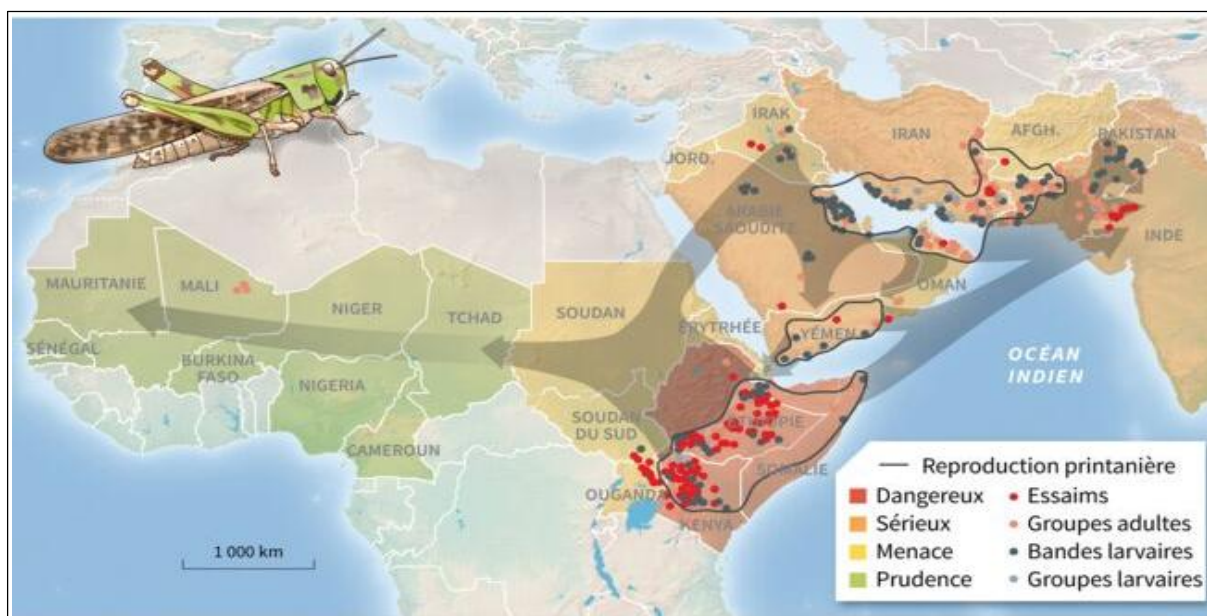 IRAK
IRAN
AFGH.
PAKISTAN
JORD.
ARABIE
SAOUDITE
INDE
MAURITANIE
MALI
NIGER
TCHAD
SOUDAN
OMAN
ÉRYTRHÉE
YÉMEN
SÉNÉGAL
BURKINA
FASO
NIGERIA
OCÉAN
INDIEN
SOUDAN
DU SUD
ÉTHIOPIE
CAMEROUN
SOMALIE
OUGANDA
KENYA
1 000 km
Reproduction printanière
Dangereux
Essaims
Sérieux
Groupes adultes
Menace
Bandes larvaires
Prudence
Groupes larvaires